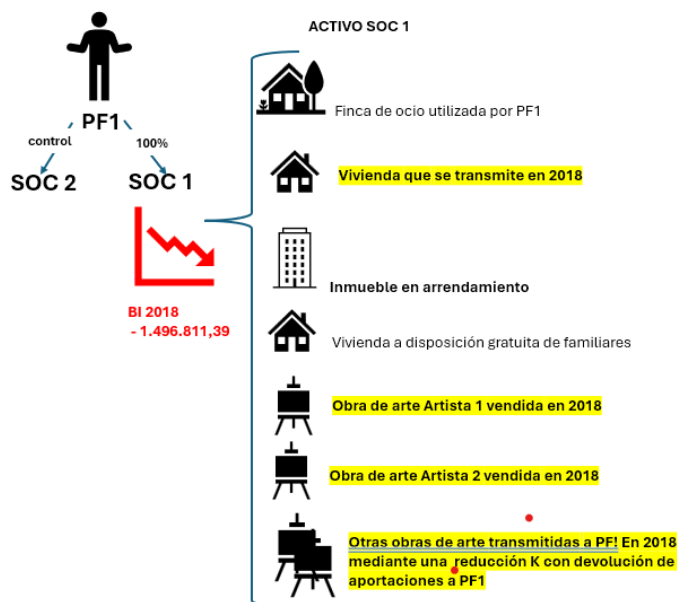 ACTIVO SOC 1
PF1
control
100%
SOC 2
SOC 1
BI 2018
- 1.496.811,39
Finca de ocio utilizada por PF1
Vivienda que se transmite en 2018
Inmueble en arrendamiento
Vivienda a disposición gratuita de familiares
Obra de arte Artista 1 vendida en 2018
Obra de arte Artista 2 vendida en 2018
Otras obras de arte transmitidas a PF! En 2018
mediante una reducción K con devolución de
aportaciones a PF1